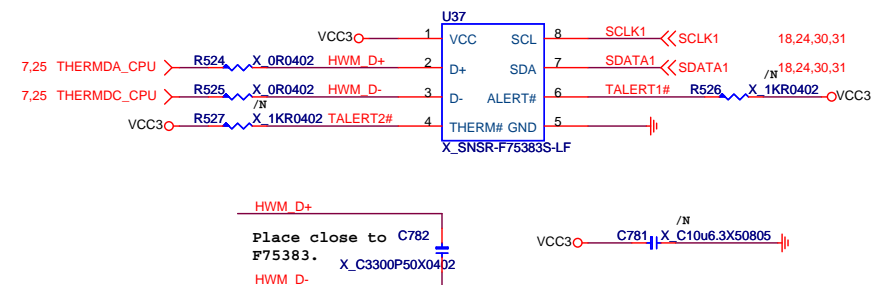 U37
VCC3 1 VCC SCL 8 SCLK1 SCLK1 18,24,30,31
7,25 THERMDA_CPU R524 X_0R0402 HWM_D+ 2 D+ SDA 7 SDATA1 SDATA1 18,24,30,31
/N
7,25 THERMDC_CPU R525 X_0R0402 HWM_D- 3 D- ALERT# 6 TALERT1# R526 X_1KR0402 VCC3
/N
VCC3 R527 X_1KR0402 TALERT2# 4 THERM# GND 5
X_SNSR-F75383S-LF
HWM_D+
/N
Place close to C782
VCC3 C781 X_C10u6.3X50805
F75383.
X_C3300P50X0402
HWM_D-